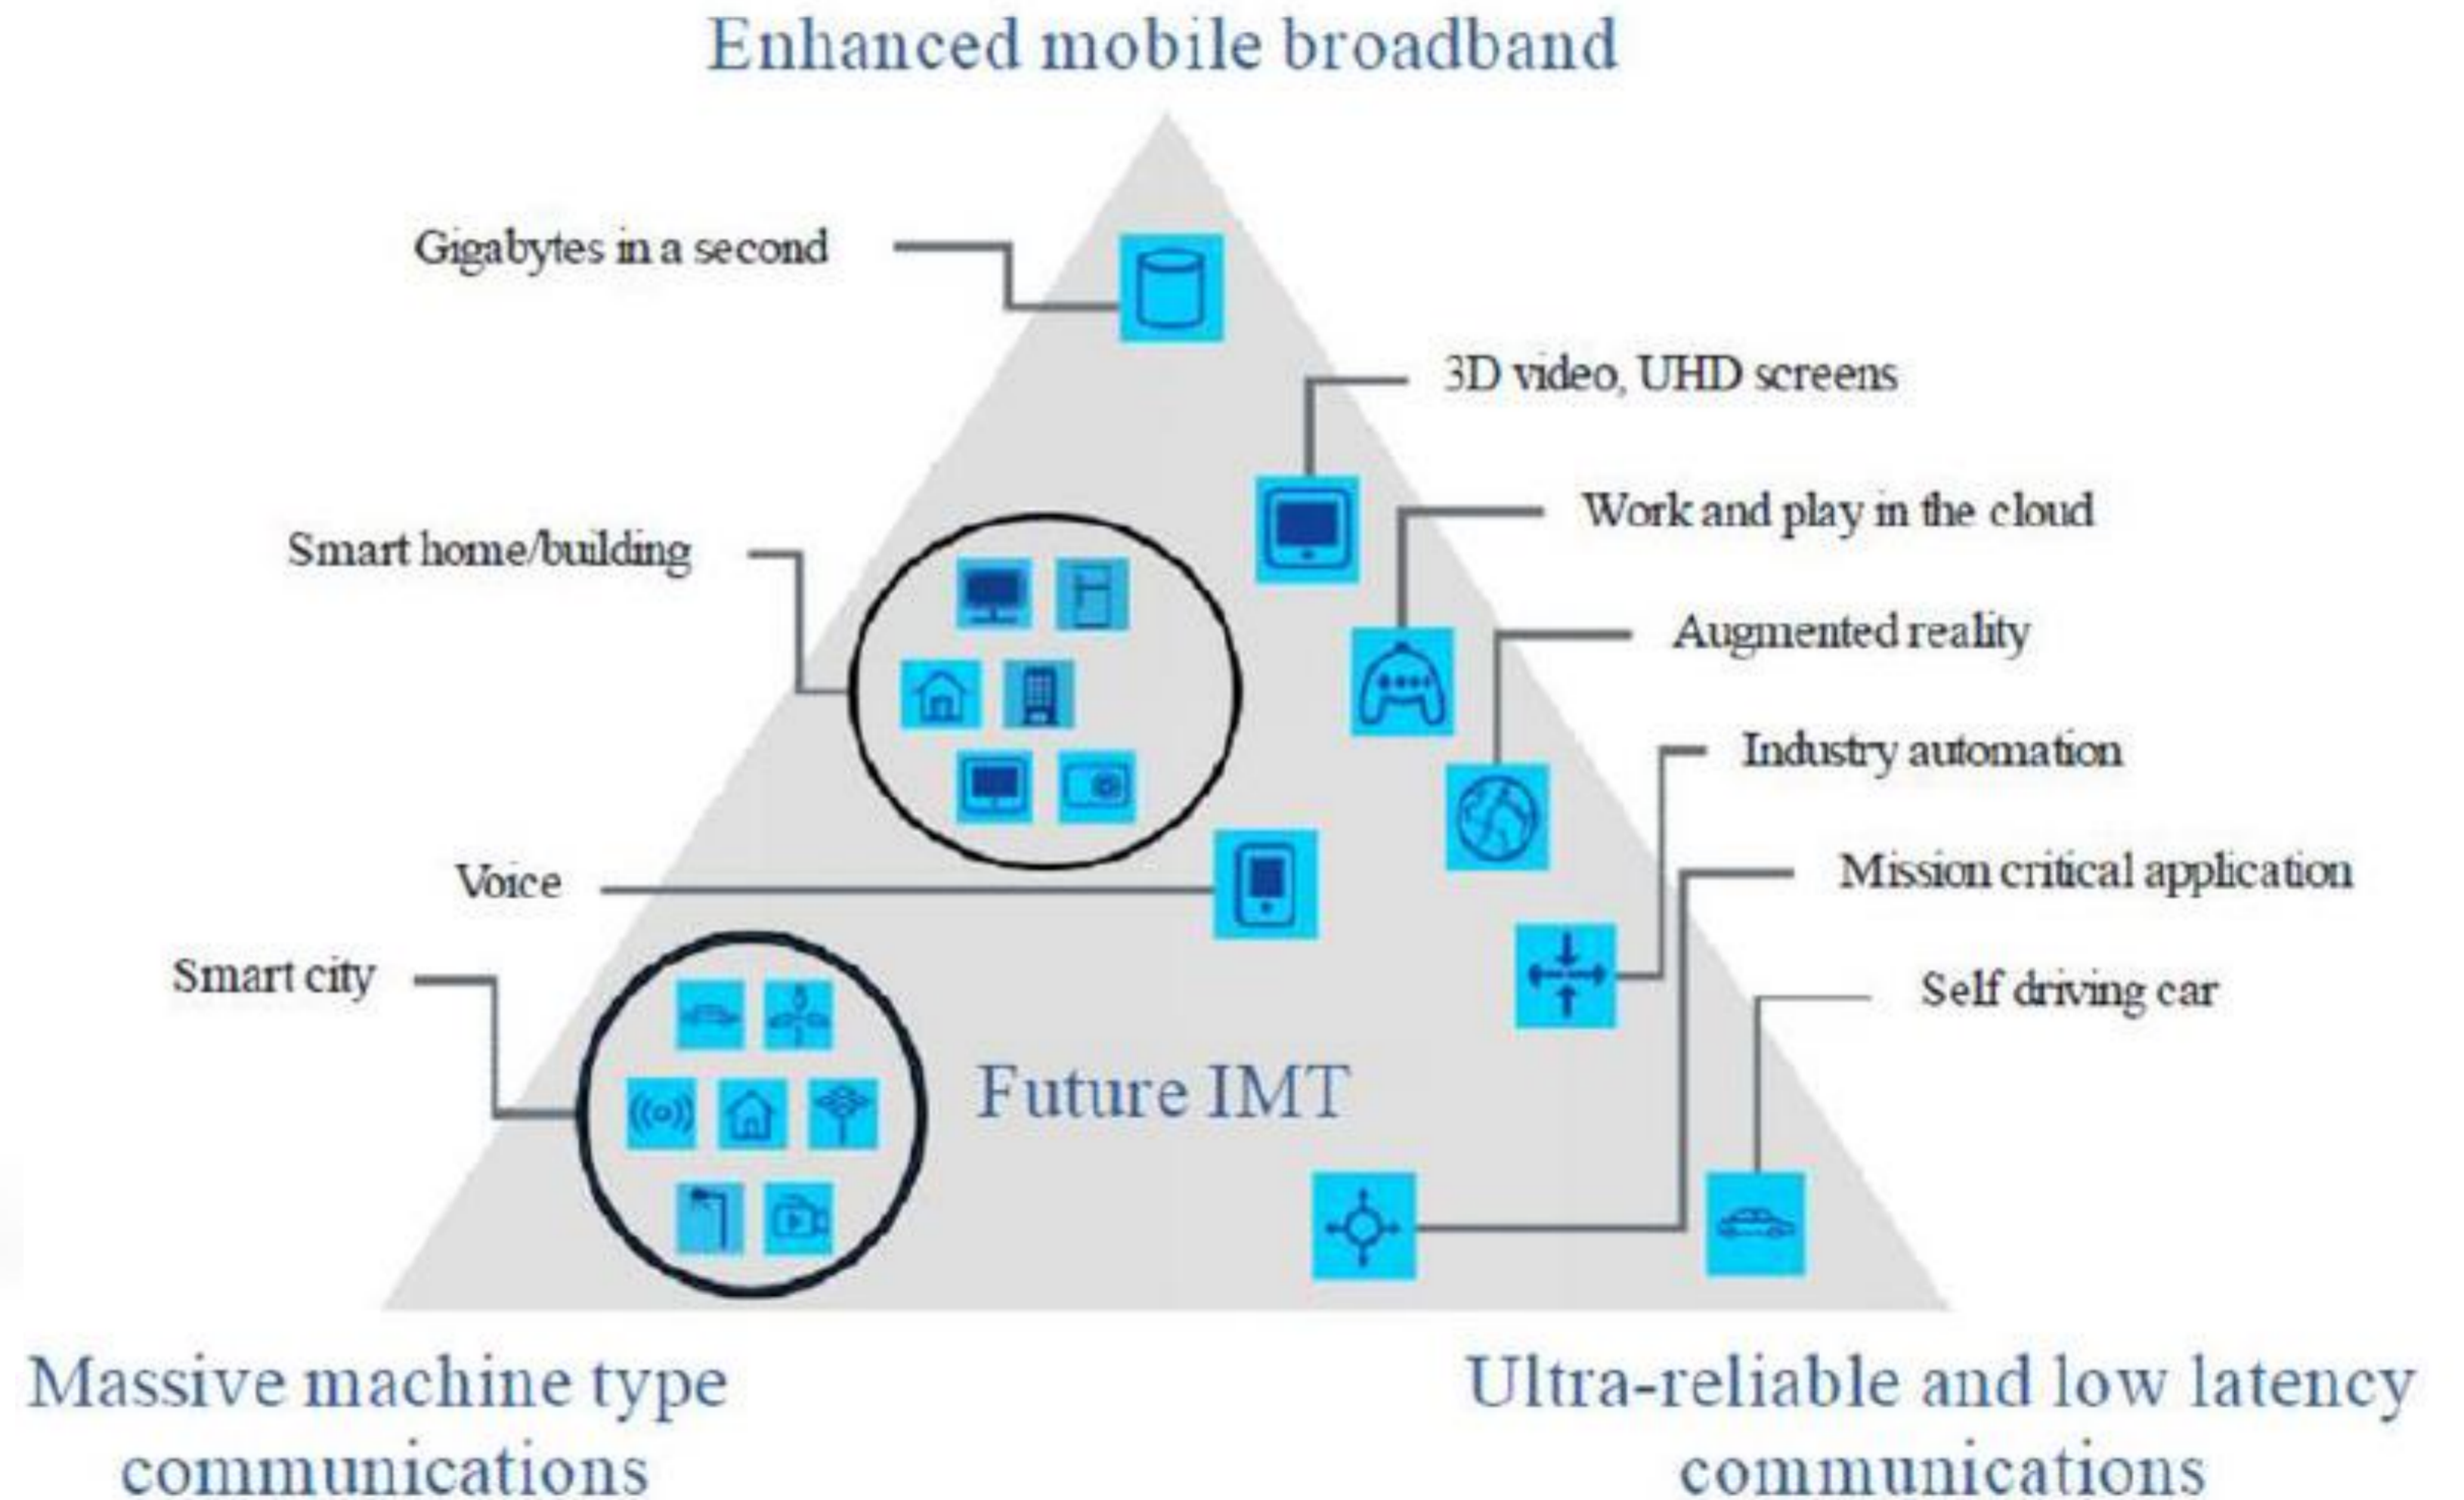 Enhanced mobile broadband
Gigabytes in a second
3D video, UHD screens
Work and play in the cloud
Smart home/building
Augmented reality
Industry automation
Mission critical application
Voice
Smart city
Self driving car
Future IMT
Massive machine type
communications
Ultra-reliable and low latency
communications